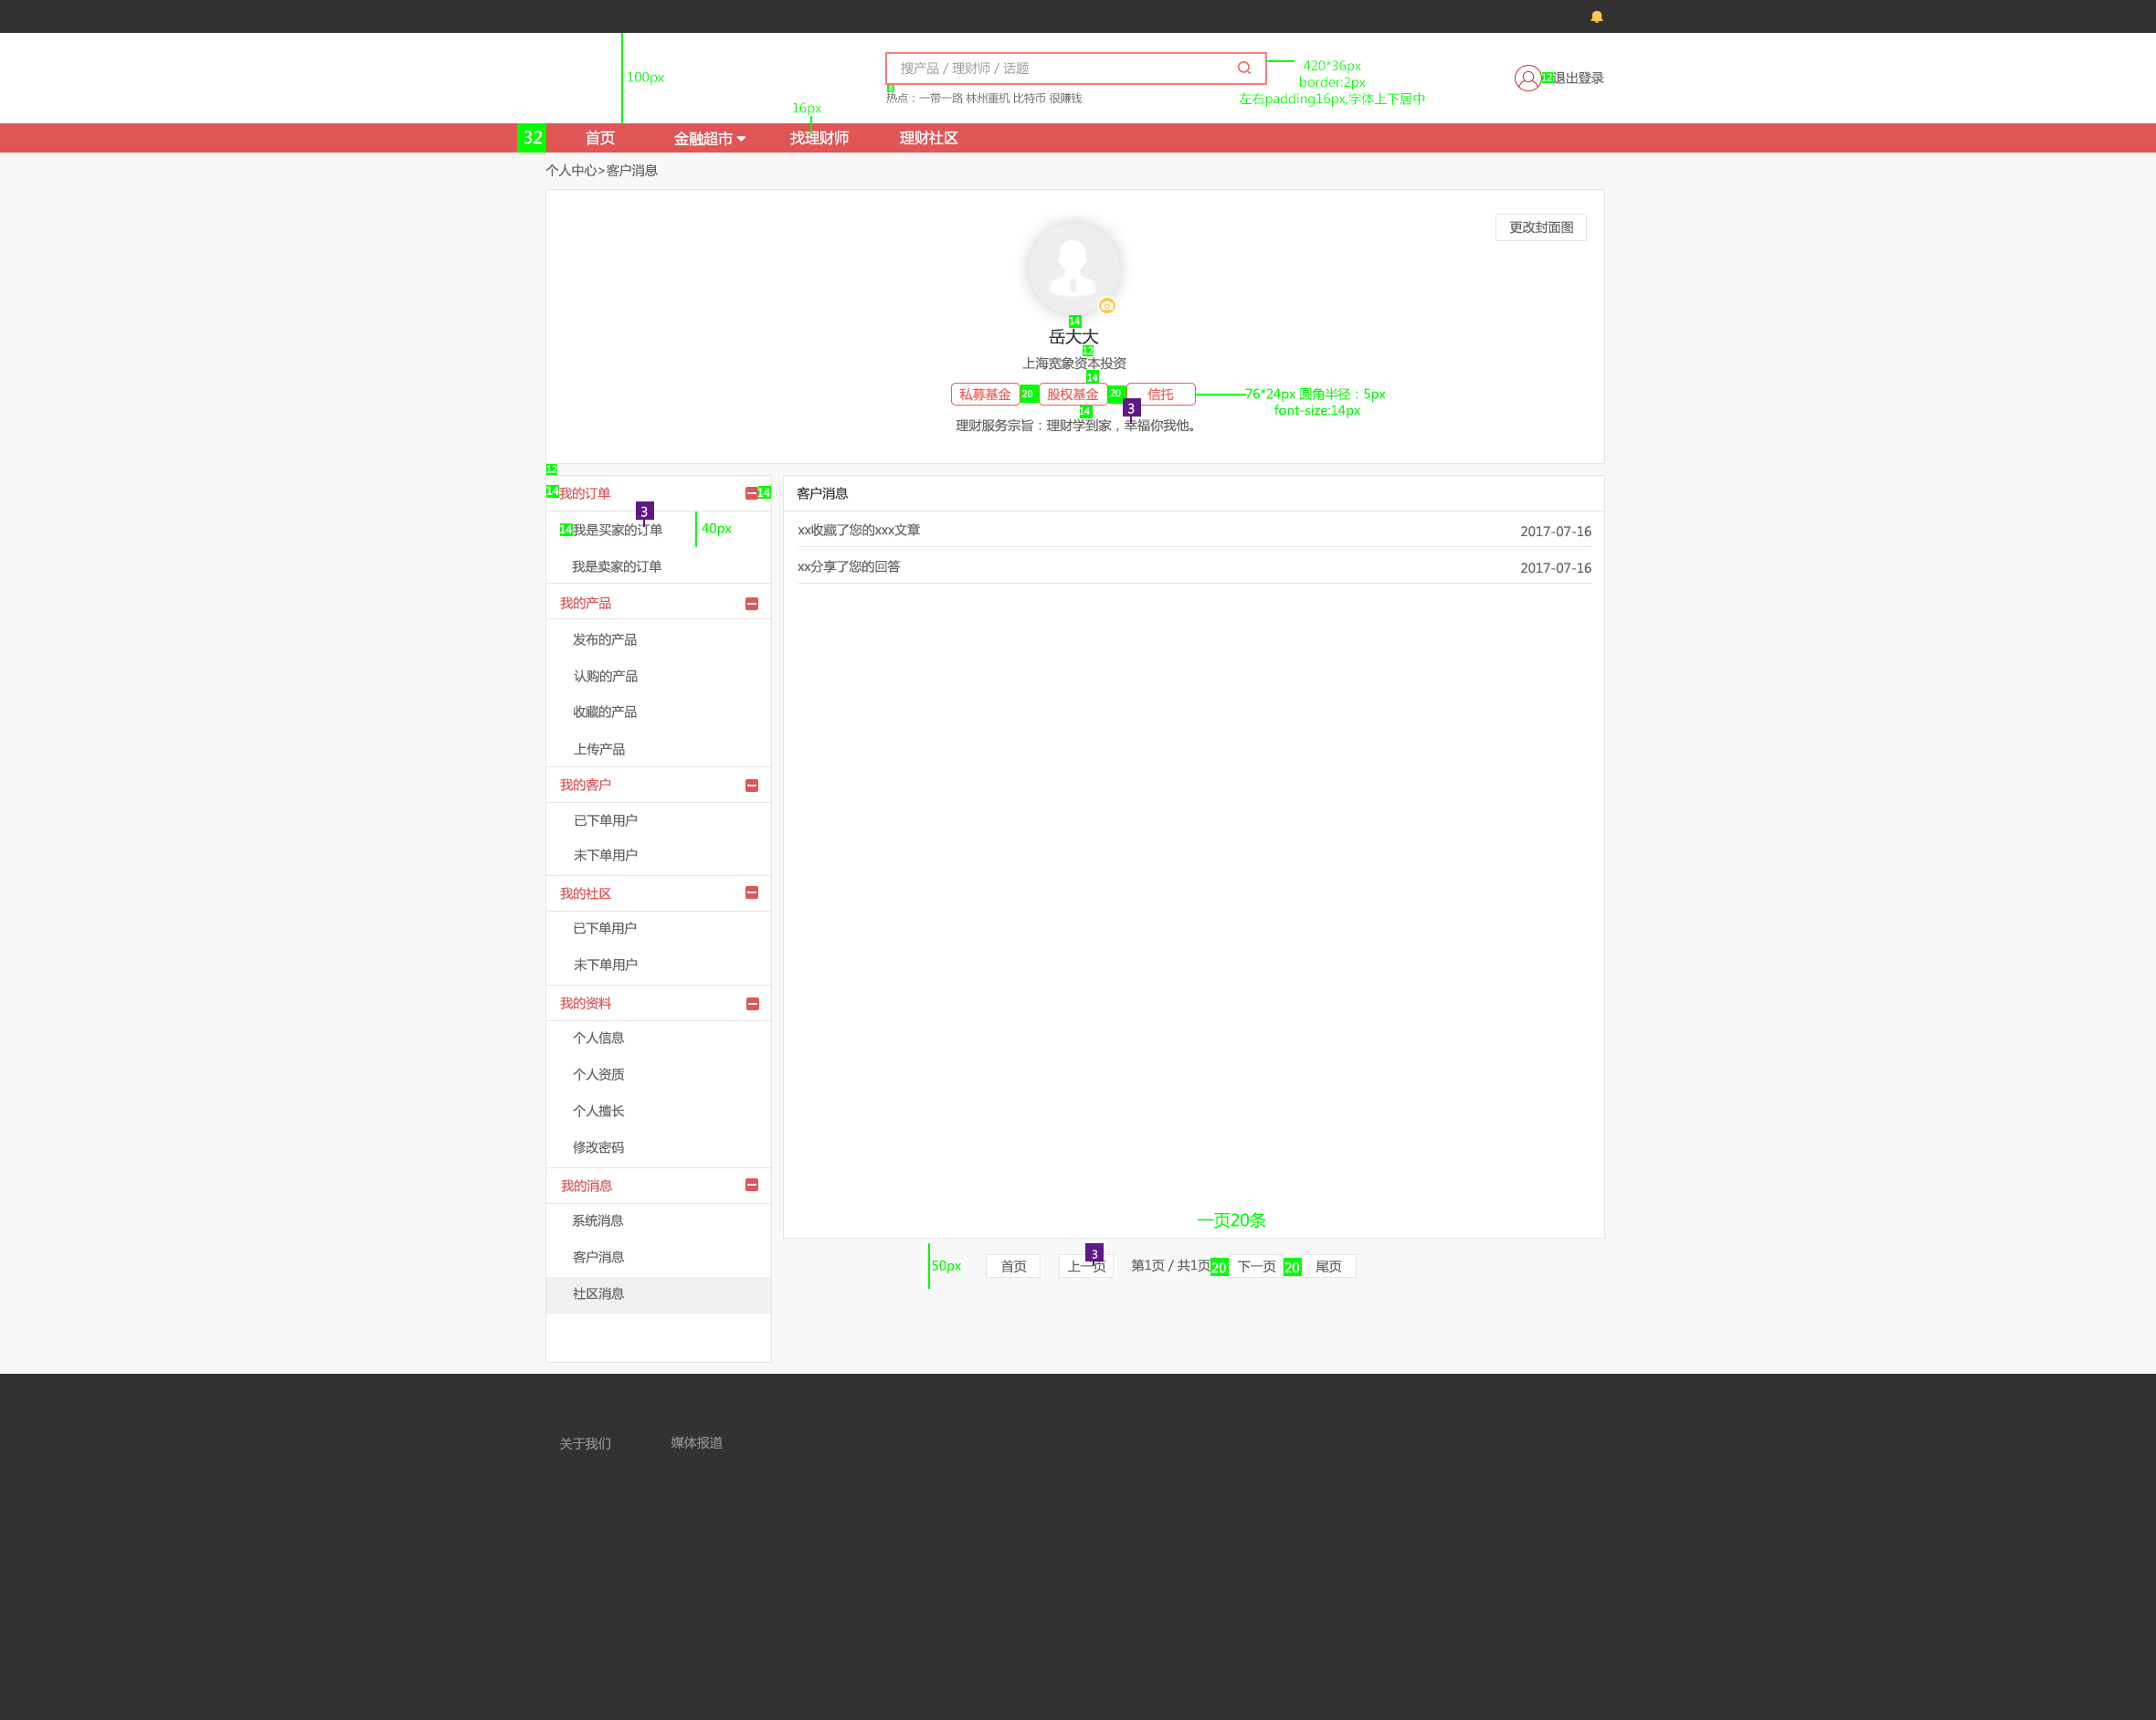 搜产品 / 理财师 / 话题
420*36px
border:2px
左右padding16px,字体上下居中
100px
12
退出登录
8
热点：一带一路 林州重机 比特币 很赚钱
16px
32
首页
金融超市
找理财师
理财社区
个人中心>客户消息
更改封面图
14
岳大大
12
上海宽象资本投资
14
私募基金
20
股权基金
20
信托
76*24px 圆角半径：5px
font-size:14px
3
14
理财服务宗旨：理财学到家，幸福你我他。
12
14
我的订单
14
客户消息
3
14
我是买家的订单
40px
xx收藏了您的xxx文章
2017-07-16
我是卖家的订单
xx分享了您的回答
2017-07-16
我的产品
发布的产品
认购的产品
收藏的产品
上传产品
我的客户
已下单用户
未下单用户
我的社区
已下单用户
未下单用户
我的资料
个人信息
个人资质
个人擅长
修改密码
我的消息
系统消息
客户消息
社区消息
一页20条
50px
首页
3
上一页
第1页 / 共1页
20
下一页
20
尾页
关于我们
媒体报道